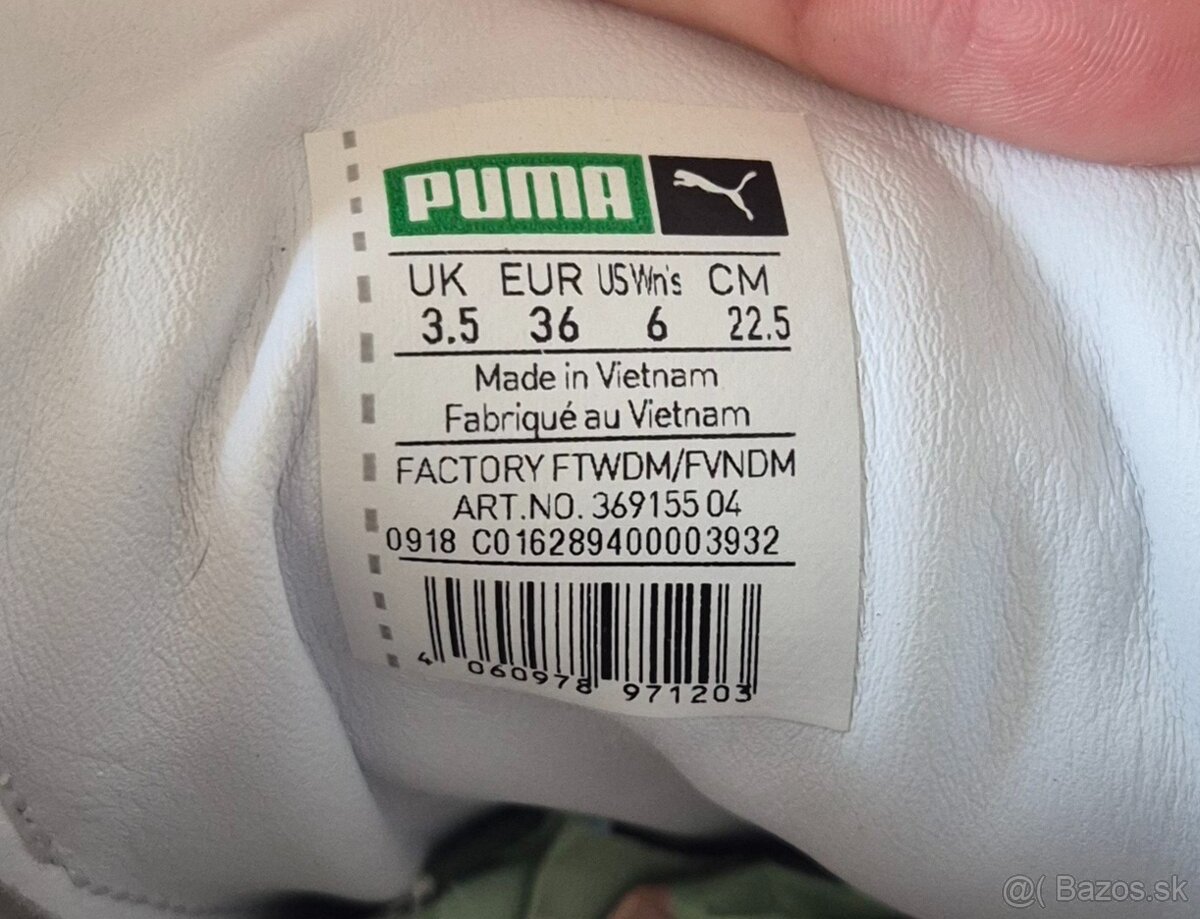 PUMA
UK EUR US Wn's CM
3.5 36 6 22.5
Made in Vietnam
Fabriqué au Vietnam
FACTORY FTWDM/FVNDM
ART.NO. 369155 04
0918 C016289400003932
4 060978 971203
@( Bazos.sk